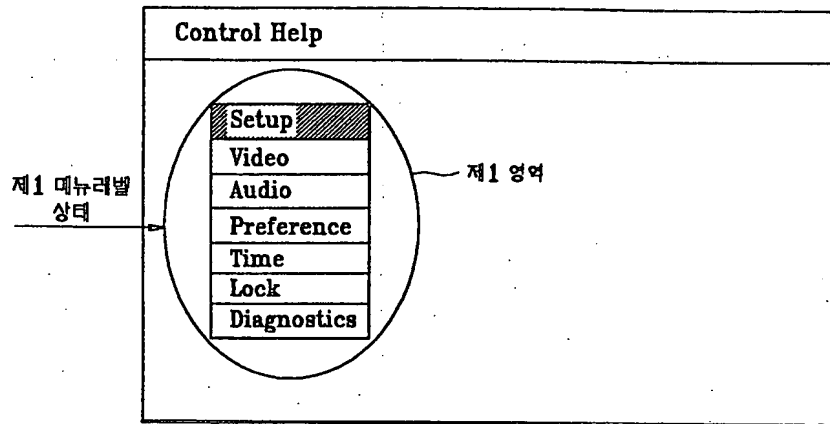 Control Help
Setup
Video
Audio
Preference
Time
Lock
Diagnostics
제1 메뉴레벨
상태
제1 영역